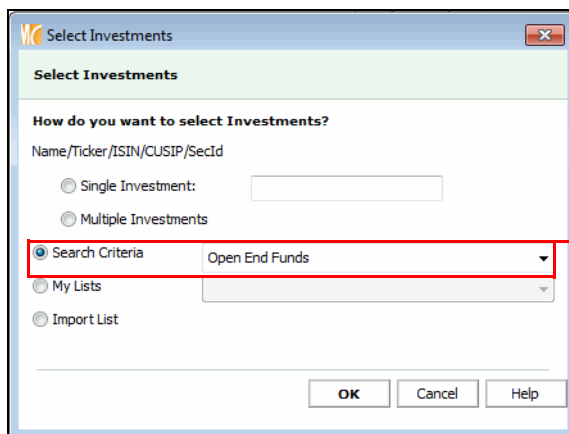 Select Investments
Select Investments
How do you want to select Investments?
Name/Ticker/ISIN/CUSIP/SecId
Single Investment:
Multiple Investments
Search Criteria Open End Funds
My Lists
Import List
OK Cancel Help